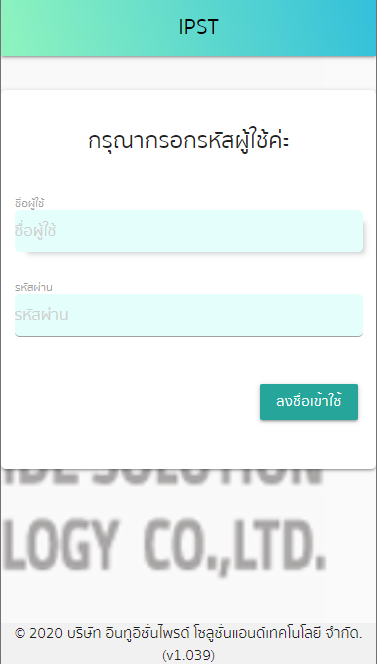 IPST
กรุณากรอกรหัสผู้ใช้ค่ะ
ชื่อผู้ใช้
ชื่อผู้ใช้
รหัสผ่าน
รหัสผ่าน
ลงชื่อเข้าใช้
IDE SOLUTION
LOGY CO.,LTD.
© 2020 บริษัท อินทูอิชั่นไพรด์ โซลูชั่นแอนด์เทคโนโลยี จำกัด.
(v1.039)